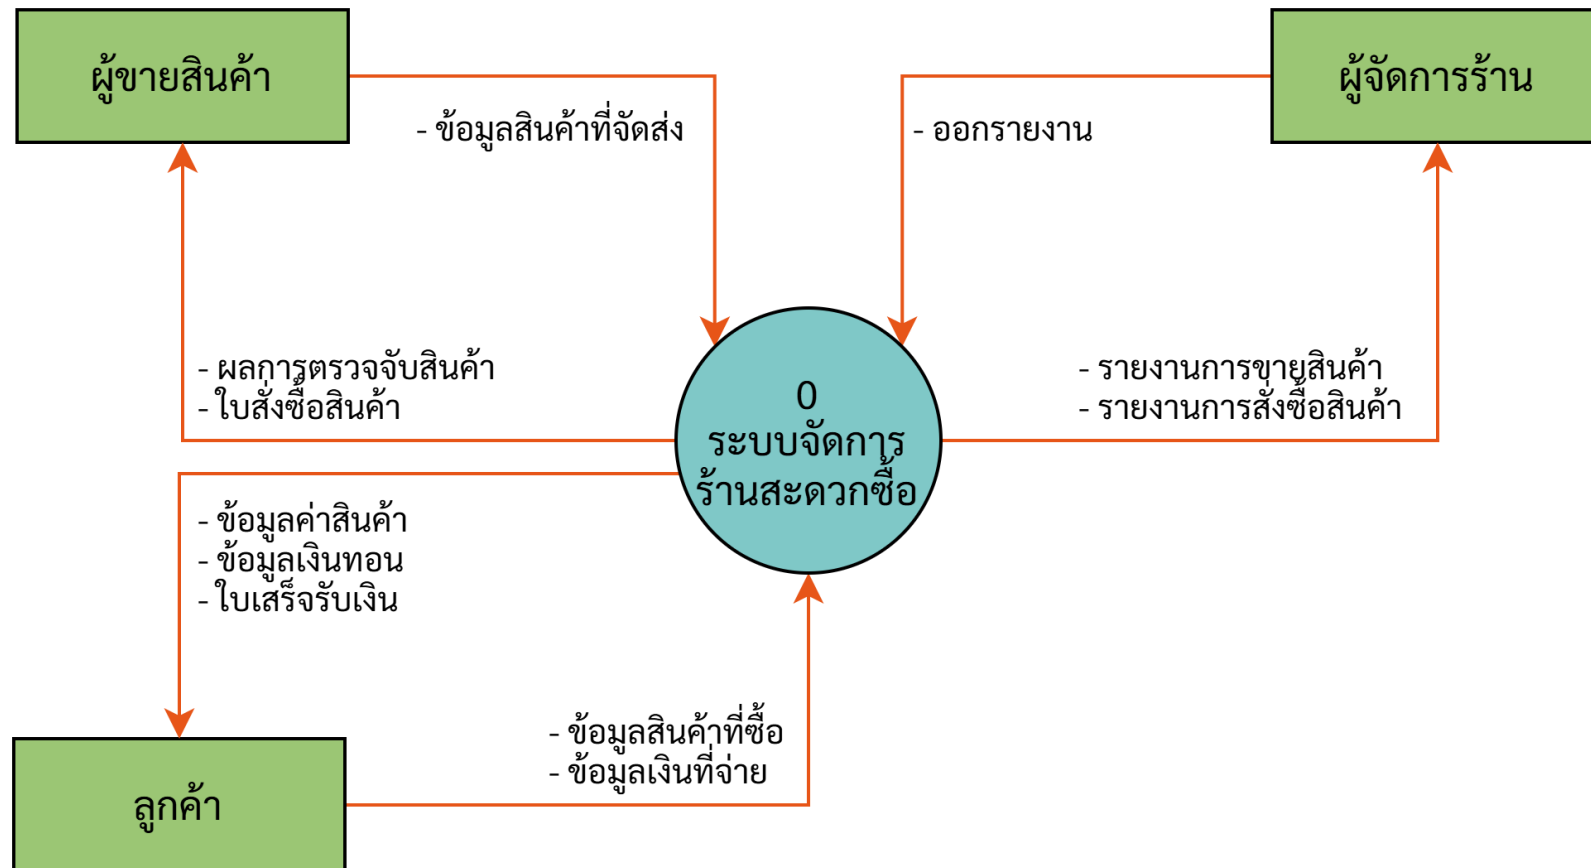 ผู้ขายสินค้า
ผู้จัดการร้าน
- ข้อมูลสินค้าที่จัดส่ง
- ออกรายงาน
- ผลการตรวจจับสินค้า
- ใบสั่งซื้อสินค้า
0
ระบบจัดการ
ร้านสะดวกซื้อ
- รายงานการขายสินค้า
- รายงานการสั่งซื้อสินค้า
- ข้อมูลค่าสินค้า
- ข้อมูลเงินทอน
- ใบเสร็จรับเงิน
- ข้อมูลสินค้าที่ซื้อ
- ข้อมูลเงินที่จ่าย
ลูกค้า